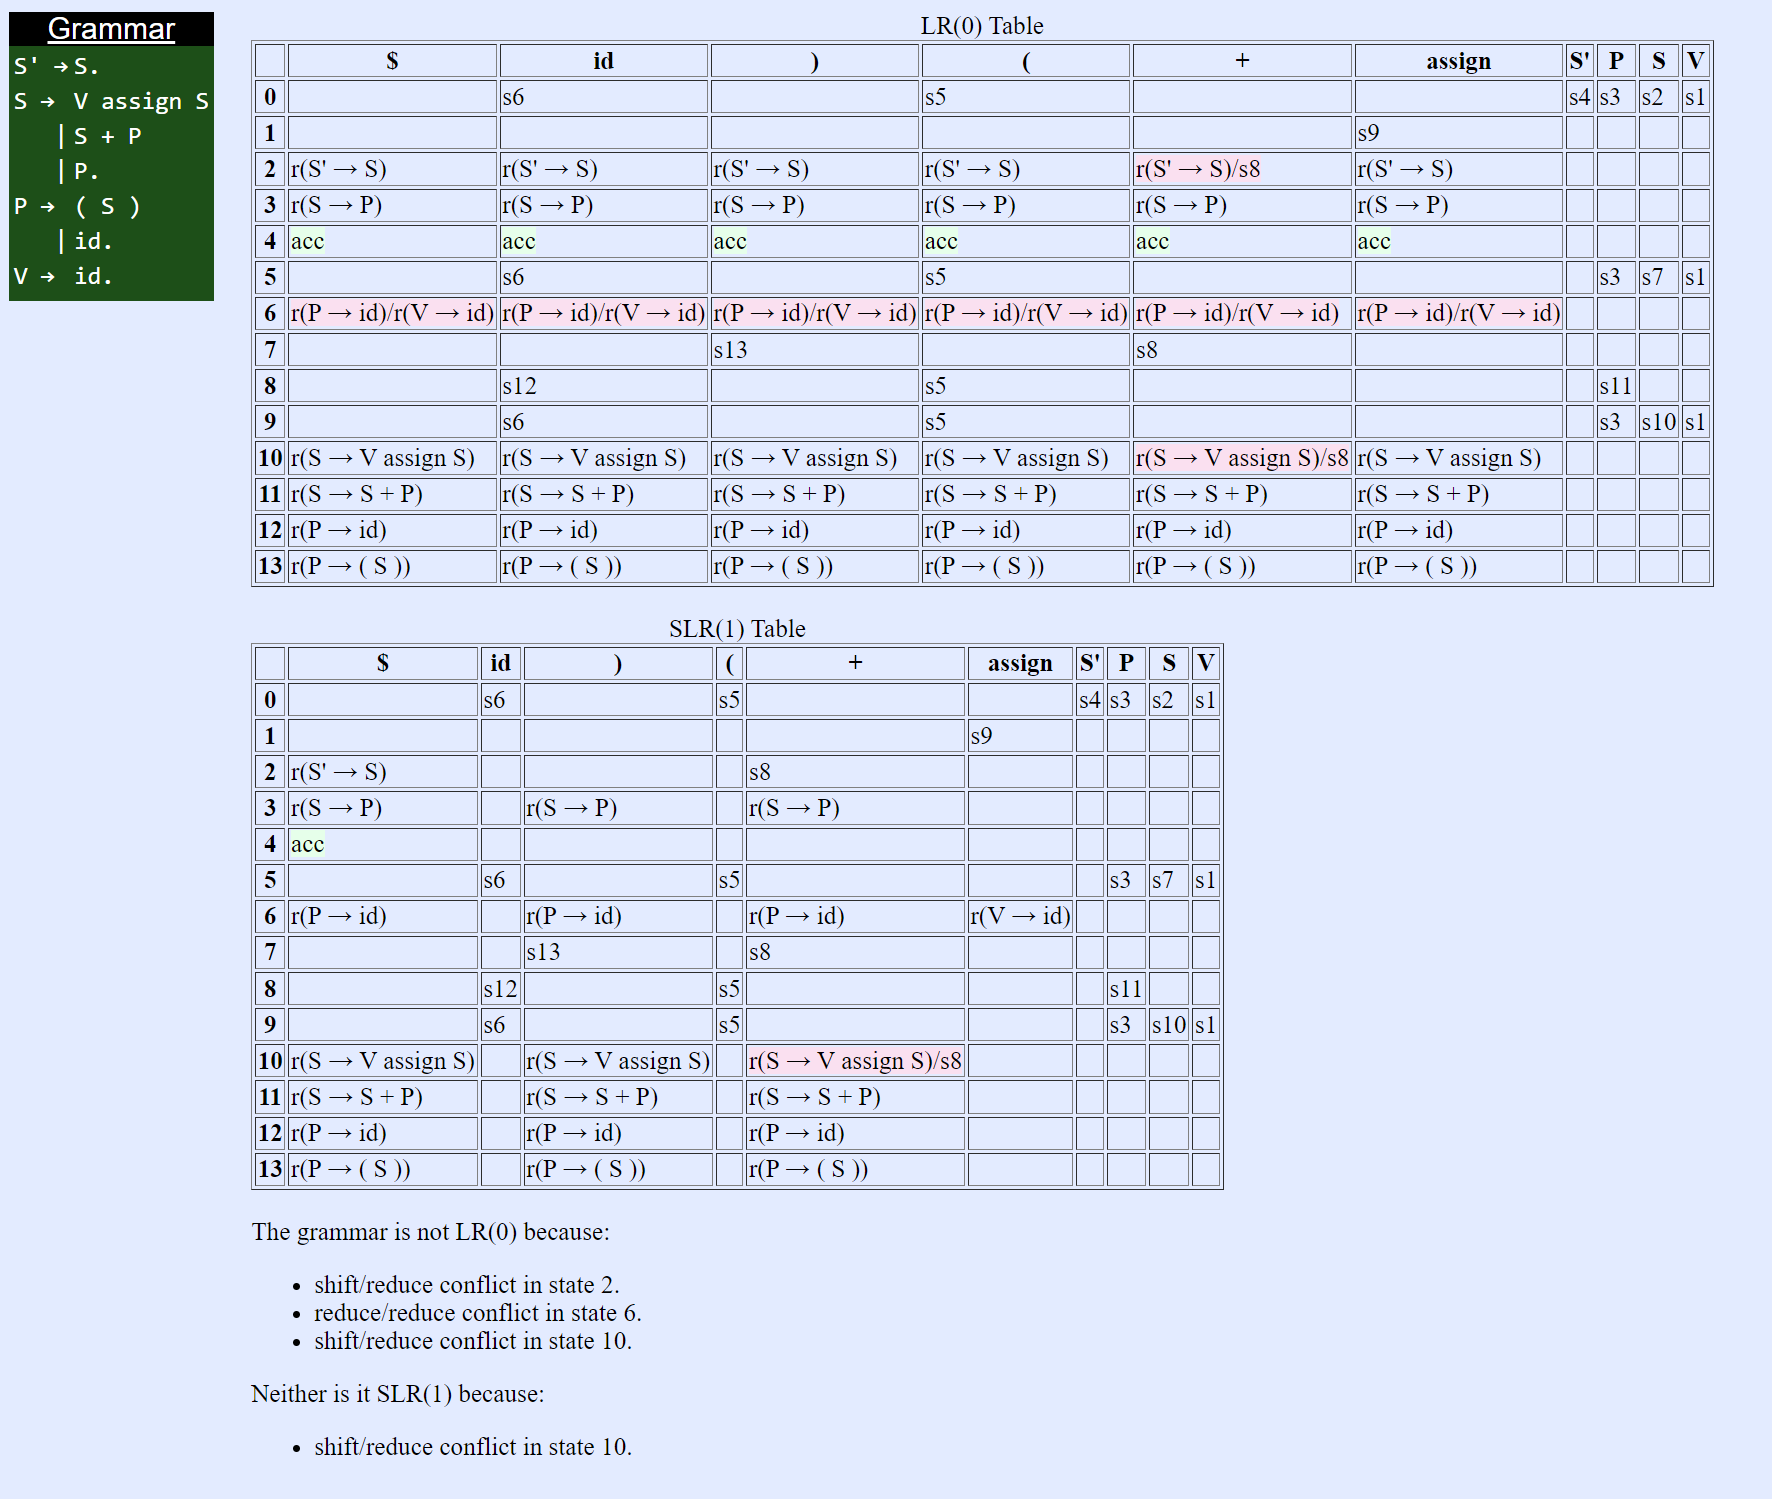 Grammar
S' → S.
S → V assign S
| S + P
| P.
P → ( S )
| id.
V → id.
LR(0) Table
$ id ) ( + assign S' P S V
0 s6 s5 s4 s3 s2 s1
1 s9
2 r(S' → S) r(S' → S) r(S' → S) r(S' → S) r(S' → S)/s8 r(S' → S)
3 r(S → P) r(S → P) r(S → P) r(S → P) r(S → P) r(S → P)
4 acc acc acc acc acc acc
5 s6 s5 s3 s7 s1
6 r(P → id)/r(V → id) r(P → id)/r(V → id) r(P → id)/r(V → id) r(P → id)/r(V → id) r(P → id)/r(V → id) r(P → id)/r(V → id)
7 s13 s8
8 s12 s5 s11
9 s6 s5 s3 s10 s1
10 r(S → V assign S) r(S → V assign S) r(S → V assign S) r(S → V assign S) r(S → V assign S)/s8 r(S → V assign S)
11 r(S → S + P) r(S → S + P) r(S → S + P) r(S → S + P) r(S → S + P) r(S → S + P)
12 r(P → id) r(P → id) r(P → id) r(P → id) r(P → id) r(P → id)
13 r(P → ( S )) r(P → ( S )) r(P → ( S )) r(P → ( S )) r(P → ( S )) r(P → ( S ))
SLR(1) Table
$ id ) ( + assign S' P S V
0 s6 s5 s4 s3 s2 s1
1 s9
2 r(S' → S) s8
3 r(S → P) r(S → P) r(S → P)
4 acc
5 s6 s5 s3 s7 s1
6 r(P → id) r(P → id) r(P → id) r(V → id)
7 s13 s8
8 s12 s5 s11
9 s6 s5 s3 s10 s1
10 r(S → V assign S) r(S → V assign S) r(S → V assign S)/s8
11 r(S → S + P) r(S → S + P) r(S → S + P)
12 r(P → id) r(P → id) r(P → id)
13 r(P → ( S )) r(P → ( S )) r(P → ( S ))
The grammar is not LR(0) because:
• shift/reduce conflict in state 2.
• reduce/reduce conflict in state 6.
• shift/reduce conflict in state 10.
Neither is it SLR(1) because:
• shift/reduce conflict in state 10.